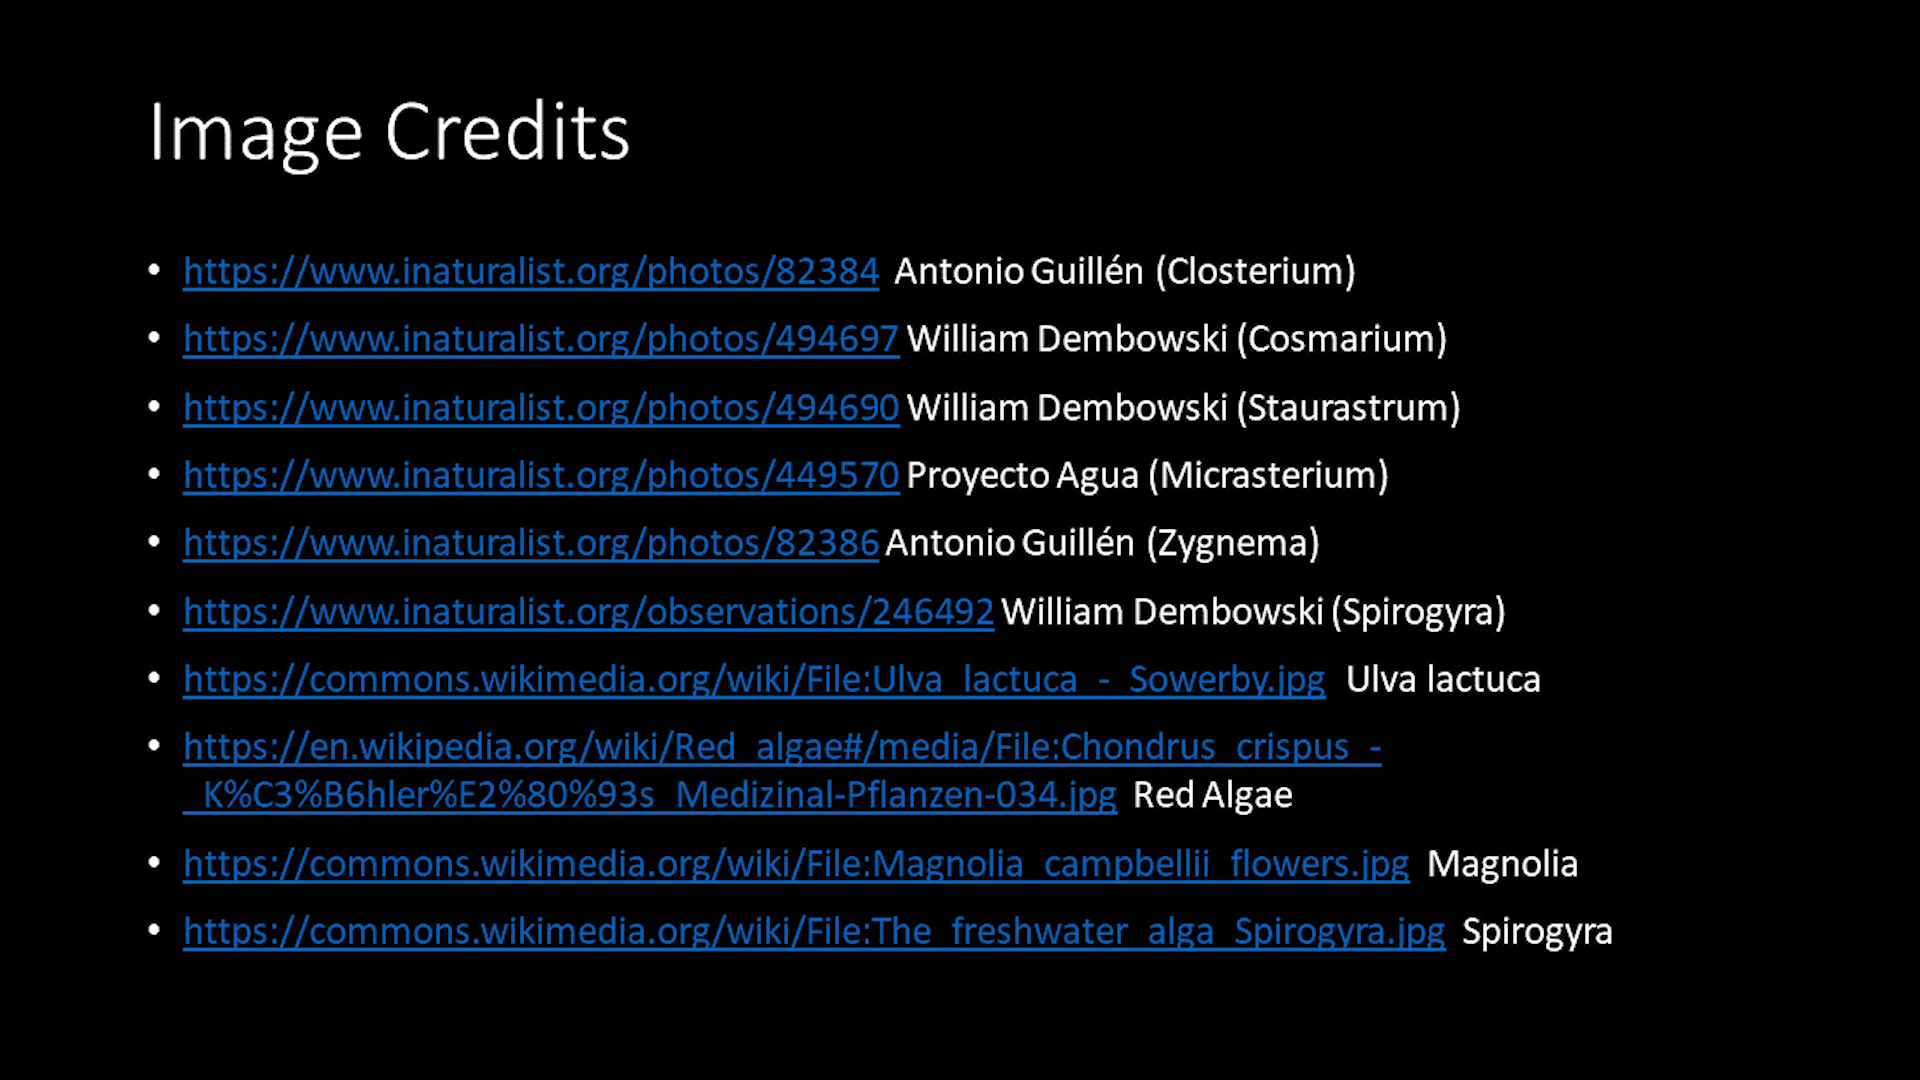 Image Credits
• https://www.inaturalist.org/photos/82384 Antonio Guillén (Closterium)
• https://www.inaturalist.org/photos/494697 William Dembowski (Cosmarium)
• https://www.inaturalist.org/photos/494690 William Dembowski (Staurastrum)
• https://www.inaturalist.org/photos/449570 Proyecto Agua (Micrasterium)
• https://www.inaturalist.org/photos/82386 Antonio Guillén (Zygnema)
• https://www.inaturalist.org/observations/246492 William Dembowski (Spirogyra)
• https://commons.wikimedia.org/wiki/File:Ulva_lactuca_-_Sowerby.jpg Ulva lactuca
• https://en.wikipedia.org/wiki/Red_algae#/media/File:Chondrus_crispus_-
_K%C3%B6hler%E2%80%93s_Medizinal-Pflanzen-034.jpg Red Algae
• https://commons.wikimedia.org/wiki/File:Magnolia_campbellii_flowers.jpg Magnolia
• https://commons.wikimedia.org/wiki/File:The_freshwater_alga_Spirogyra.jpg Spirogyra